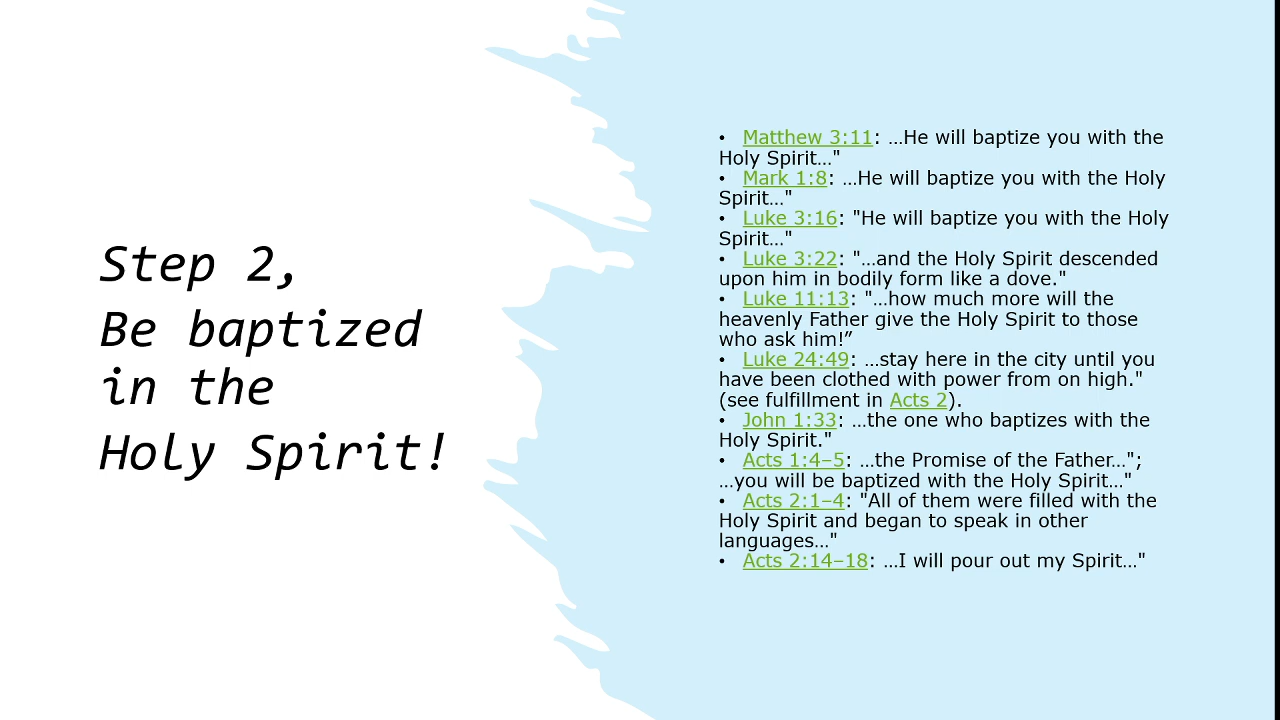 Step 2,
Be baptized
in the
Holy Spirit!
• Matthew 3:11: …He will baptize you with the
Holy Spirit…"
• Mark 1:8: …He will baptize you with the Holy
Spirit…"
• Luke 3:16: "He will baptize you with the Holy
Spirit…"
• Luke 3:22: "…and the Holy Spirit descended
upon him in bodily form like a dove."
• Luke 11:13: "…how much more will the
heavenly Father give the Holy Spirit to those
who ask him!”
• Luke 24:49: …stay here in the city until you
have been clothed with power from on high."
(see fulfillment in Acts 2).
• John 1:33: …the one who baptizes with the
Holy Spirit."
• Acts 1:4–5: …the Promise of the Father…";
…you will be baptized with the Holy Spirit…"
• Acts 2:1–4: "All of them were filled with the
Holy Spirit and began to speak in other
languages…"
• Acts 2:14–18: …I will pour out my Spirit…"